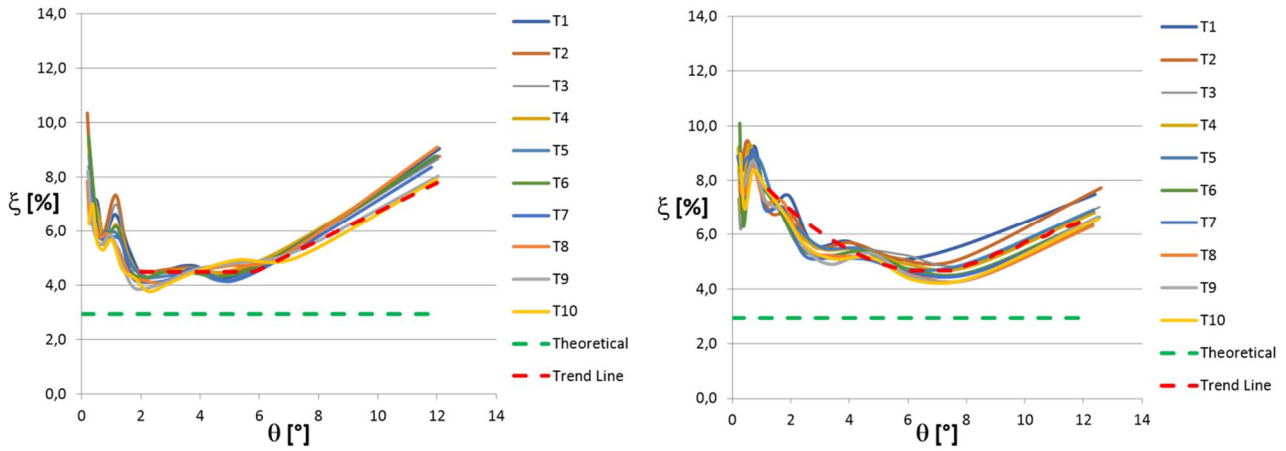 14,0
12,0
10,0
8,0
6,0
4,0
2,0
0,0
ξ [%]
0 2 4 6 8 10 12 14
θ [°]
T1
T2
T3
T4
T5
T6
T7
T8
T9
T10
Theoretical
Trend Line
14,0
12,0
10,0
8,0
6,0
4,0
2,0
0,0
ξ [%]
0 2 4 6 8 10 12 14
θ [°]
T1
T2
T3
T4
T5
T6
T7
T8
T9
T10
Theoretical
Trend Line